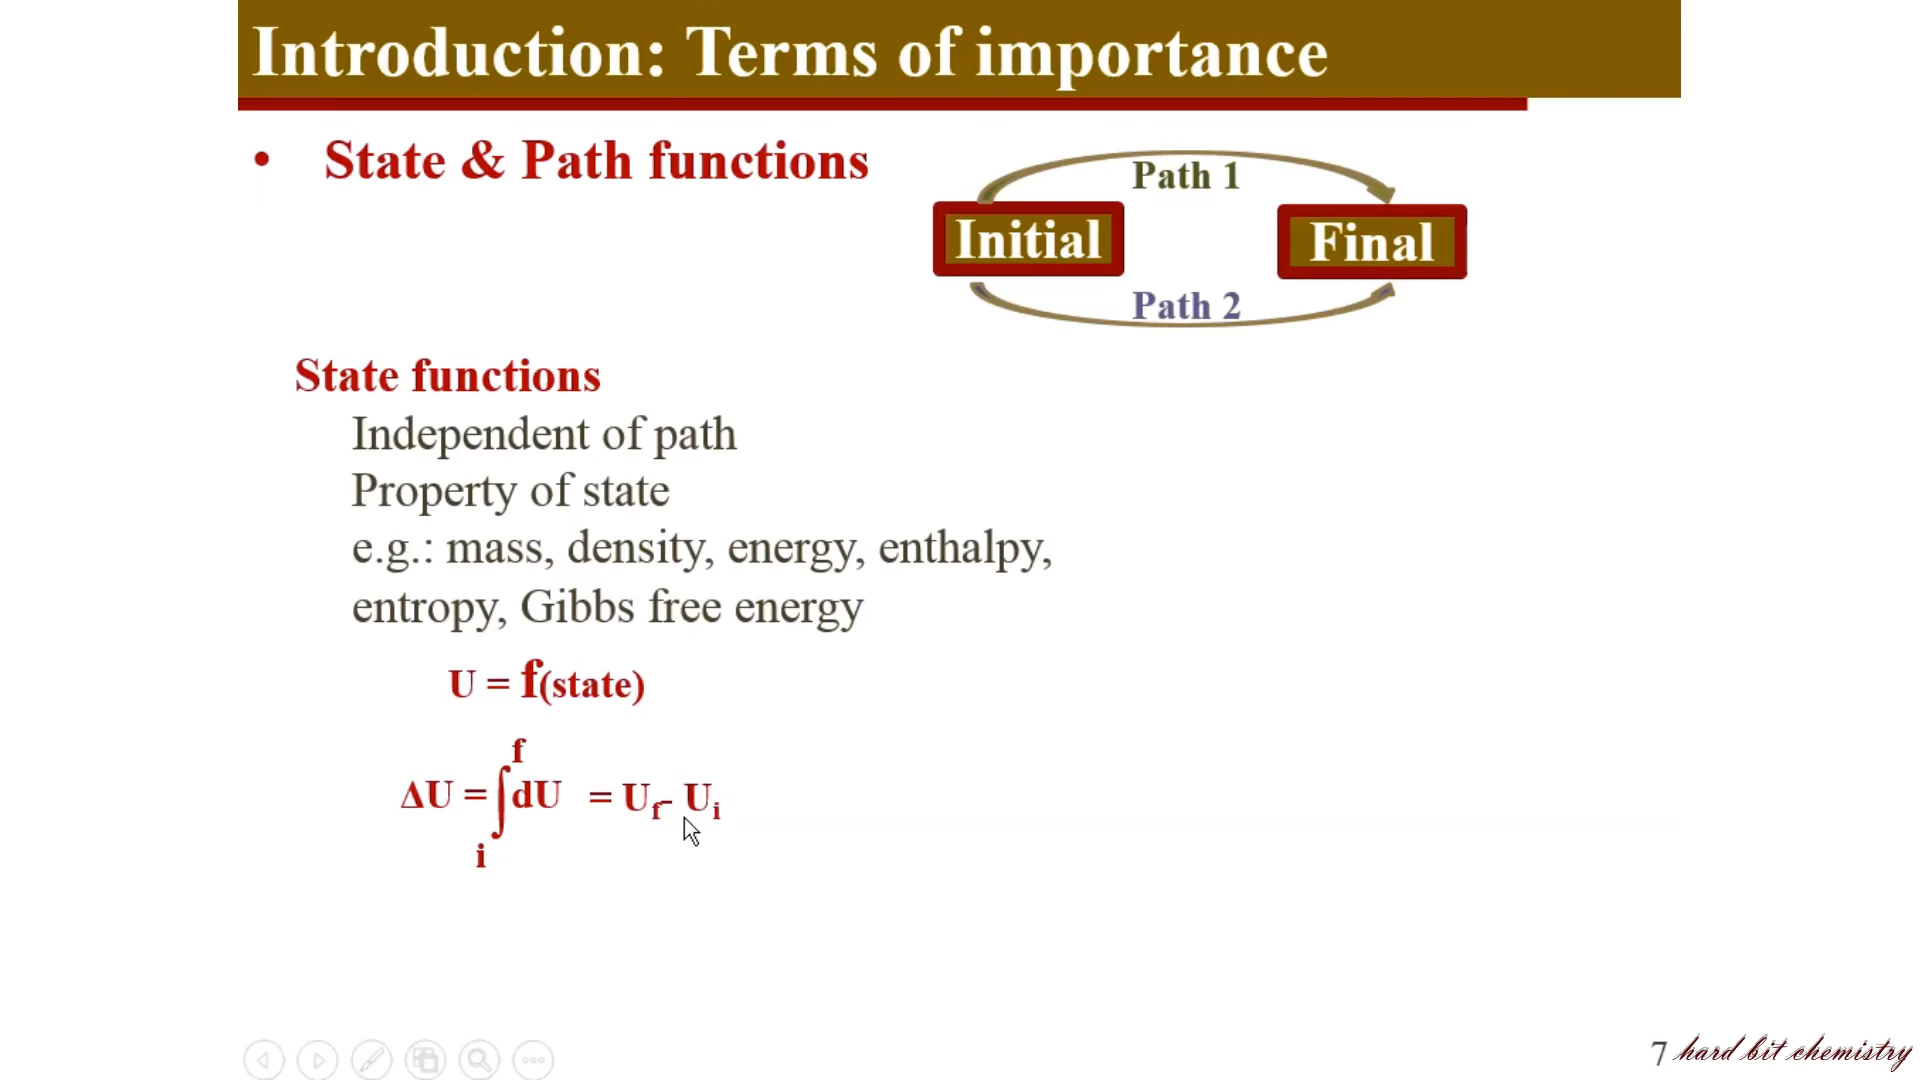 Introduction: Terms of importance
• State & Path functions
Path 1
Initial
Final
Path 2
State functions
Independent of path
Property of state
e.g.: mass, density, energy, enthalpy,
entropy, Gibbs free energy
U = f(state)
f
ΔU = ∫dU = Uf- Ui
i
7 hard bit chemistry